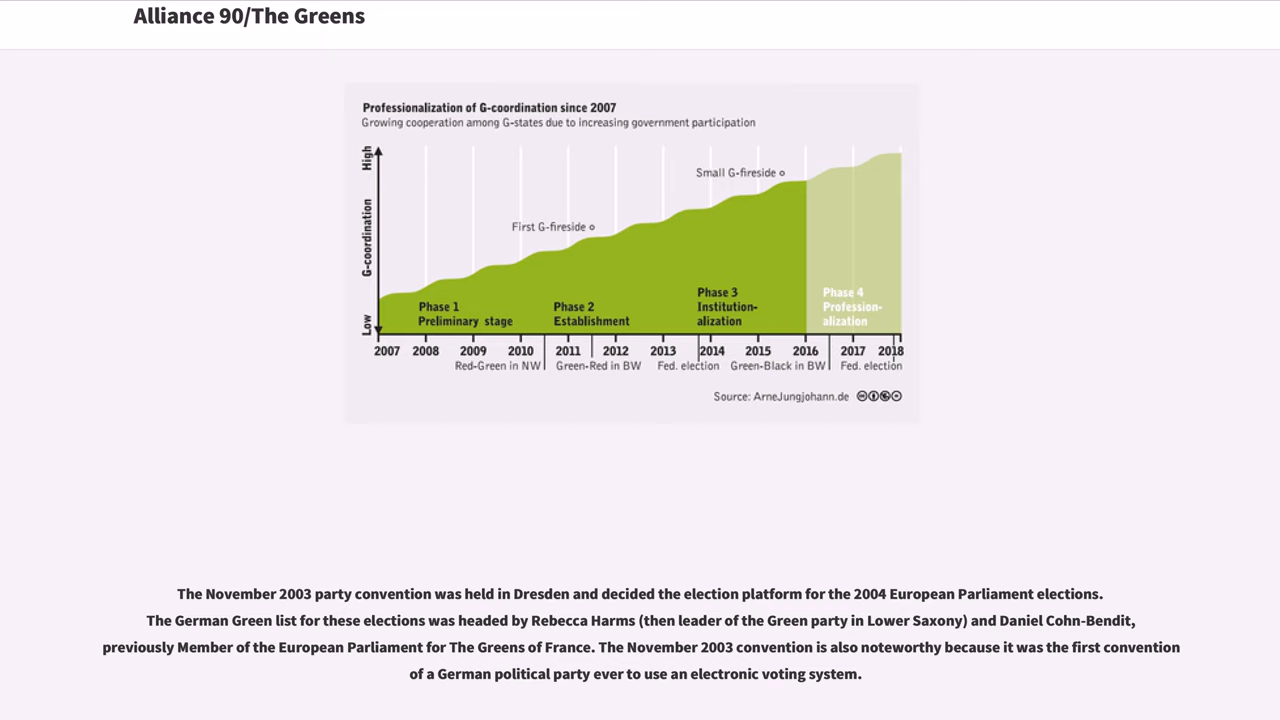 Alliance 90/The Greens
Professionalization of G-coordination since 2007
Growing cooperation among G-states due to increasing government participation
High
G-coordination
Low
Small G-fireside
First G-fireside
Phase 1
Preliminary stage
Phase 2
Establishment
Phase 3
Institution-
alization
Phase 4
Profession-
alization
2007 2008 2009 2010 2011 2012 2013 2014 2015 2016 2017 2018
Red-Green in NW Green-Red in BW Fed. election Green-Black in BW Fed. election
Source: ArneJungjohann.de
The November 2003 party convention was held in Dresden and decided the election platform for the 2004 European Parliament elections.
The German Green list for these elections was headed by Rebecca Harms (then leader of the Green party in Lower Saxony) and Daniel Cohn-Bendit,
previously Member of the European Parliament for The Greens of France. The November 2003 convention is also noteworthy because it was the first convention
of a German political party ever to use an electronic voting system.